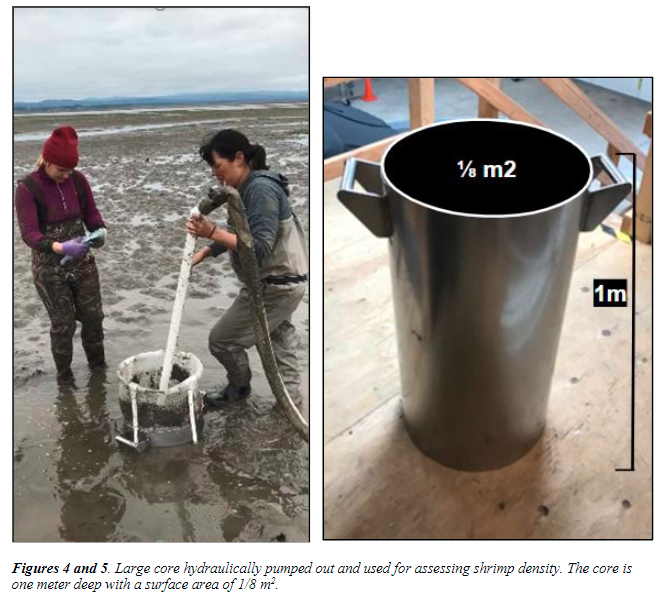 ⅛ m2
1m
Figures 4 and 5. Large core hydraulically pumped out and used for assessing shrimp density. The core is
one meter deep with a surface area of 1/8 m².